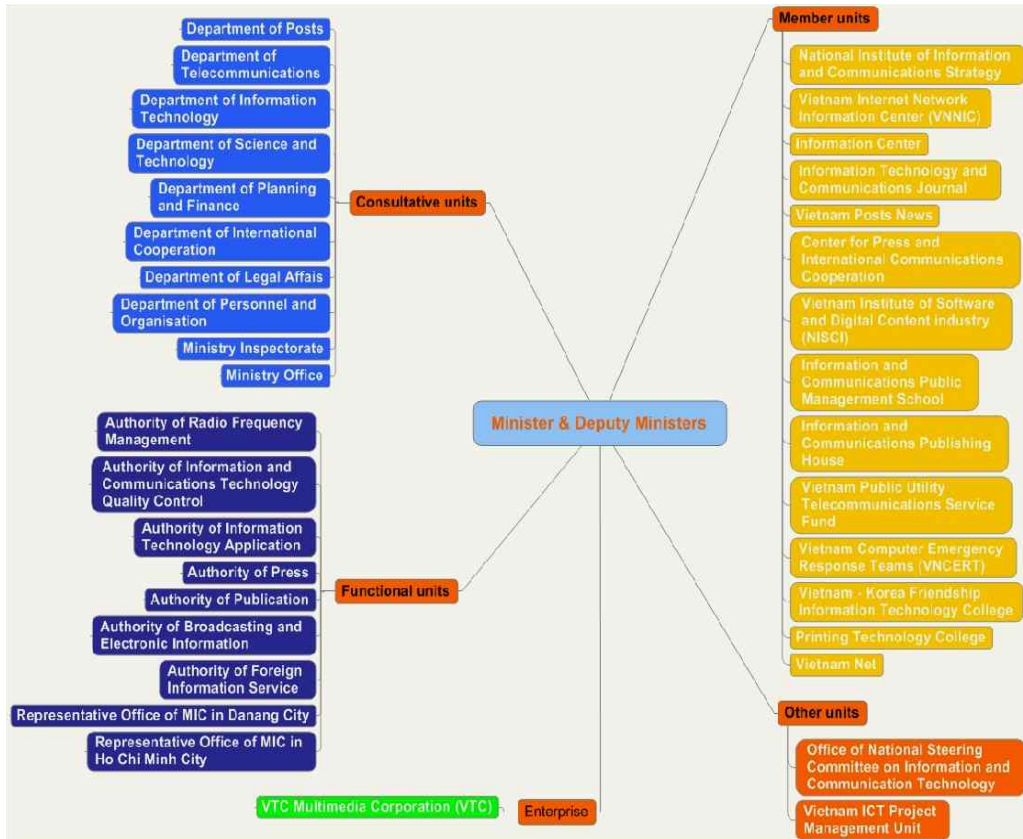 Department of Posts
Department of
Telecommunications
Department of Information
Technology
Department of Science and
Technology
Department of Planning
and Finance
Department of International
Cooperation
Department of Legal Affais
Department of Personnel and
Organisation
Ministry Inspectorate
Ministry Office
Consultative units
Authority of Radio Frequency
Management
Authority of Information and
Communications Technology
Quality Control
Authority of Information
Technology Application
Authority of Press
Authority of Publication
Authority of Broadcasting and
Electronic Information
Authority of Foreign
Information Service
Representative Office of MIC in Danang City
Representative Office of MIC in
Ho Chi Minh City
Functional units
VTC Multimedia Corporation (VTC)
Enterprise
Minister & Deputy Ministers
Member units
National Institute of Information
and Communications Strategy
Vietnam Internet Network
Information Center (VNNIC)
Information Center
Information Technology and
Communications Journal
Vietnam Posts News
Center for Press and
International Communications
Cooperation
Vietnam Institute of Software
and Digital Content industry
(NISCI)
Information and
Communications Public
Managerment School
Information and
Communications Publishing
House
Vietnam Public Utility
Telecommunications Service
Fund
Vietnam Computer Emergency
Response Teams (VNCERT)
Vietnam - Korea Friendship
Information Technology College
Printing Technology College
Vietnam Net
Other units
Office of National Steering
Committee on Information and
Communication Technology
Vietnam ICT Project
Management Unit